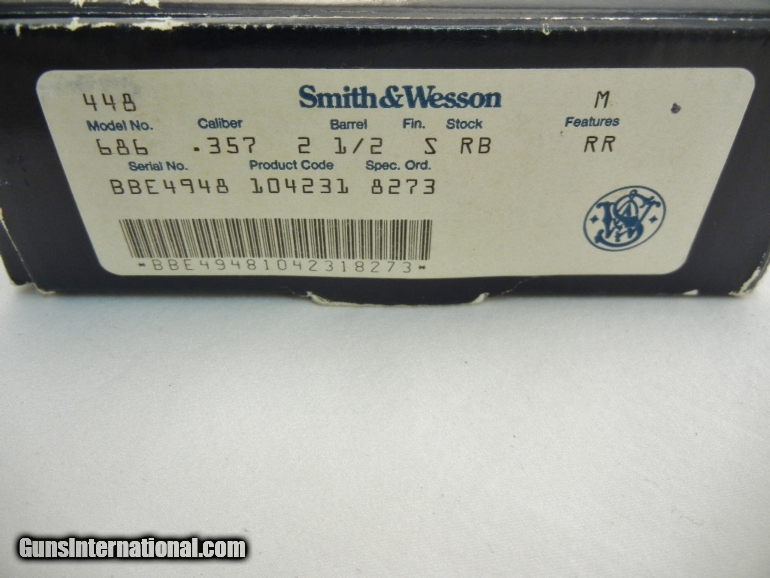 448 Smith & Wesson M
Model No. Caliber Barrel Fin. Stock Features
686 .357 2 1/2 S RB RR
Serial No. Product Code Spec. Ord.
BBE4948 104231 8273
*BBE49481042318273*
GunsInternational.com